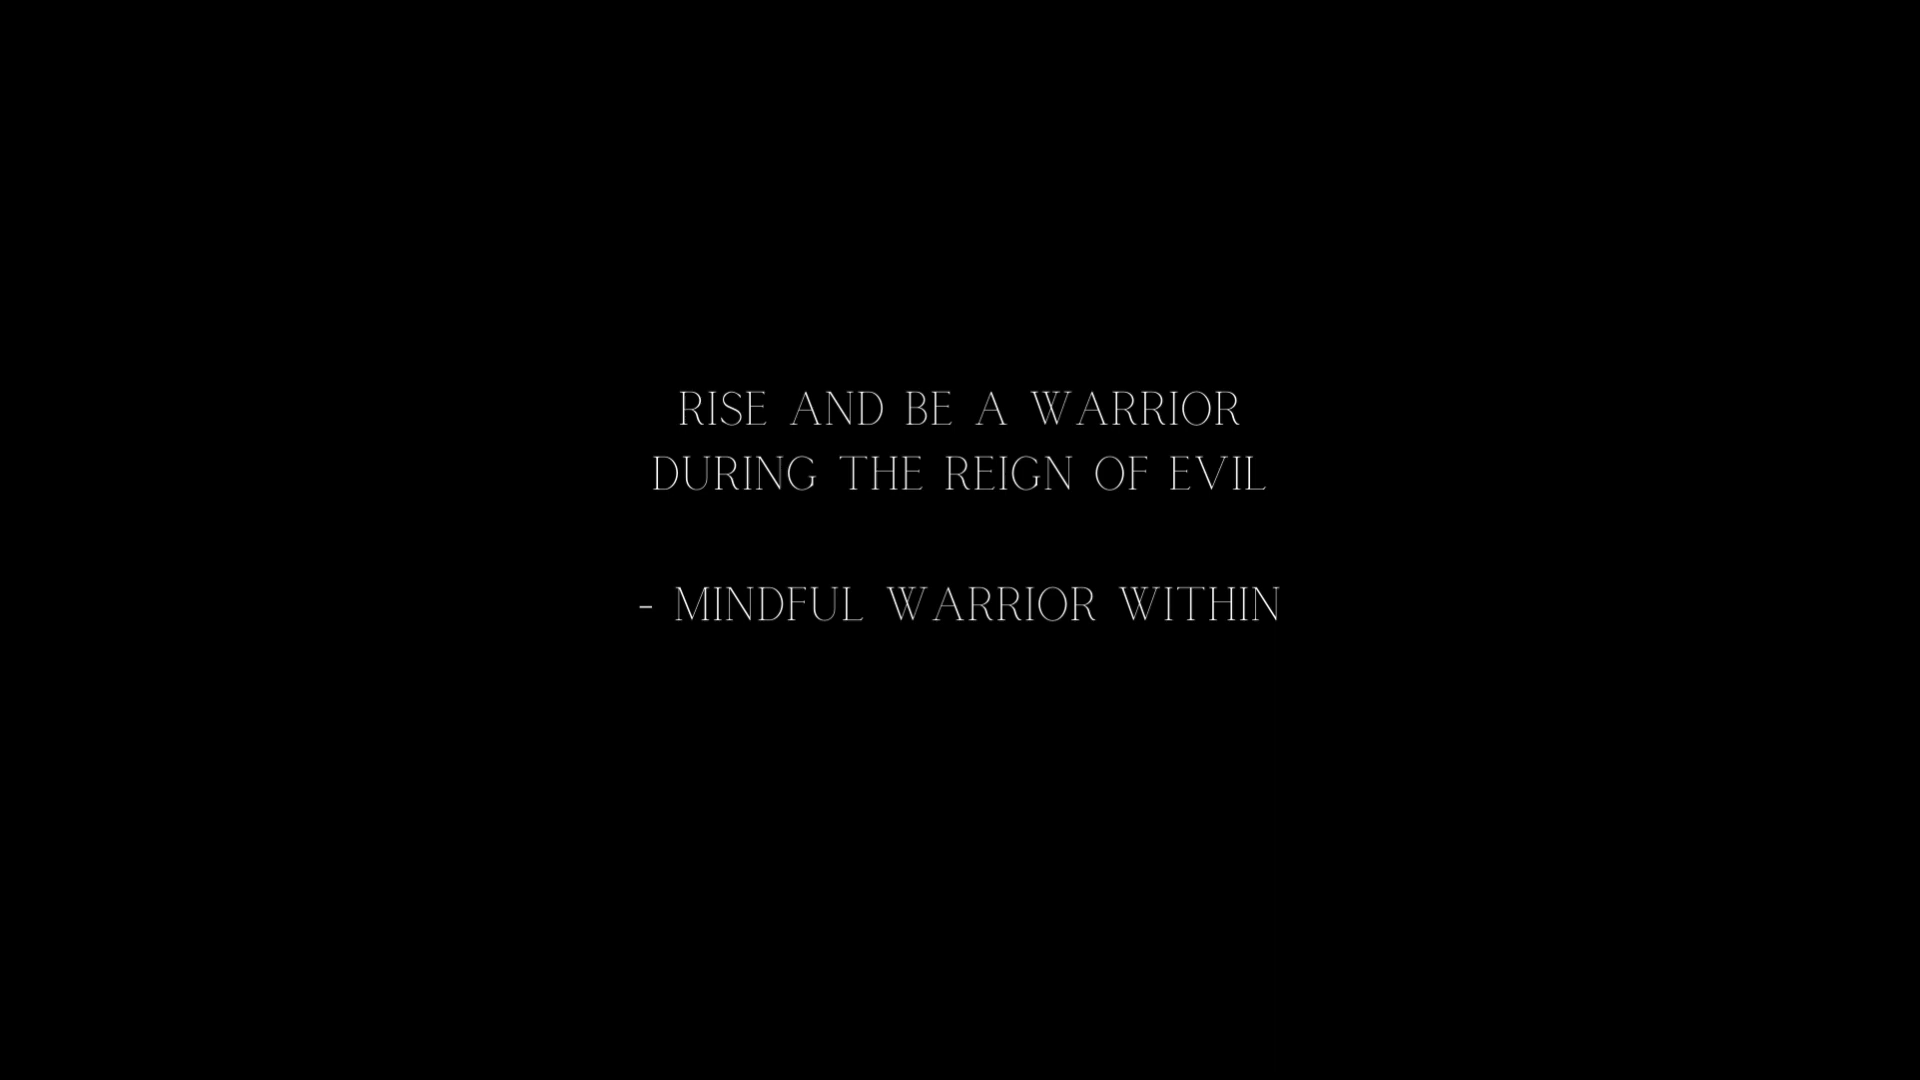 RISE AND BE A WARRIOR
DURING THE REIGN OF EVIL
- MINDFUL WARRIOR WITHIN